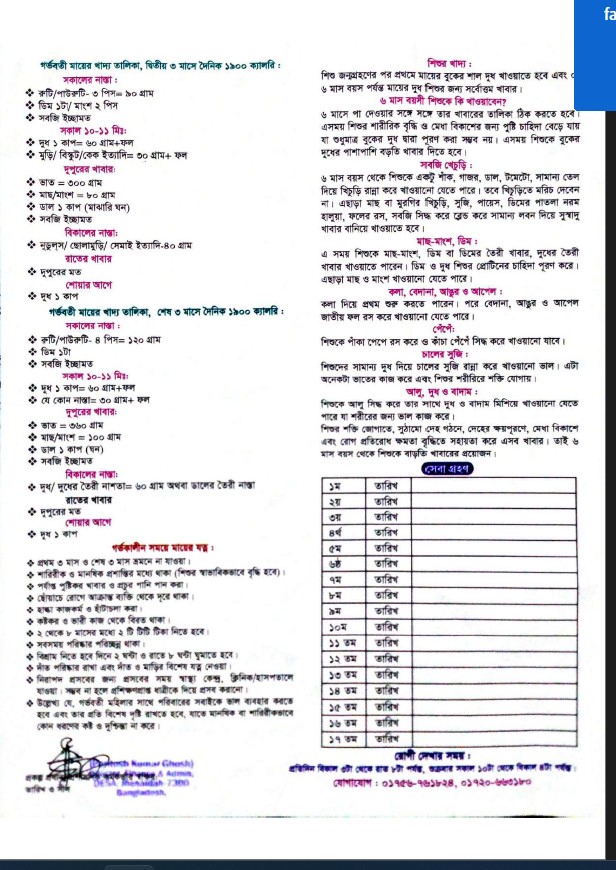 fa
গর্ভবতী মায়ের খাদ্য তালিকা, দ্বিতীয় ৩ মাসে দৈনিক ১৯০০ ক্যালরি :
সকালের নাস্তা :
❖ রুটি/পাউরুটি- ৩ পিস= ৯০ গ্রাম
❖ ডিম ১টা/ মাংশ ২ পিস
❖ সবজি ইচ্ছামত
সকাল ১০-১১ মিঃ:
❖ দুধ ১ কাপ= ৬০ গ্রাম+ফল
❖ মুড়ি/ বিস্কুট/কেক ইত্যাদি= ৩০ গ্রাম+ ফল
দুপুরের খাবার:
❖ ভাত = ৩০০ গ্রাম
❖ মাছ/মাংশ = ৮০ গ্রাম
❖ ডাল ১ কাপ (মাঝারি ঘন)
❖ সবজি ইচ্ছামত
বিকালের নাস্তা:
❖ নুডুলস/ ছোলামুড়ি/ সেমাই ইত্যাদি-৪০ গ্রাম
রাতের খাবার
❖ দুপুরের মত
শোয়ার আগে
❖ দুধ ১ কাপ
গর্ভবতী মায়ের খাদ্য তালিকা, শেষ ৩ মাসে দৈনিক ১৯০০ ক্যালরি :
সকালের নাস্তা :
❖ রুটি/পাউরুটি- ৪ পিস= ১২০ গ্রাম
❖ ডিম ১টা
❖ সবজি ইচ্ছামত
সকাল ১০-১১ মিঃ:
❖ দুধ ১ কাপ= ৬০ গ্রাম+ফল
❖ যে কোন নাস্তা= ৩০ গ্রাম+ ফল
দুপুরের খাবার:
❖ ভাত = ৩৬০ গ্রাম
❖ মাছ/মাংশ = ১০০ গ্রাম
❖ ডাল ১ কাপ (ঘন)
❖ সবজি ইচ্ছামত
বিকালের নাস্তা:
❖ দুধ/ দুধের তৈরী নাশতা= ৬০ গ্রাম অথবা ডালের তৈরী নাস্তা
রাতের খাবার
❖ দুপুরের মত
শোয়ার আগে
❖ দুধ ১ কাপ
গর্ভকালীন সময়ে মায়ের যত্ন :
❖ প্রথম ৩ মাস ও শেষ ৩ মাস ভ্রমনে না যাওয়া।
❖ শারিরীক ও মানষিক প্রশান্তির মধ্যে থাকা (শিশুর স্বাভাবিকভাবে বৃদ্ধি হবে)।
❖ পর্যাপ্ত পুষ্টিকর খাবার ও প্রচুর পানি পান করা।
❖ ছোঁয়াচে রোগে আক্রান্ত ব্যক্তি থেকে দূরে থাকা।
❖ হাল্কা কাজকর্ম ও হাঁটাচলা করা।
❖ কষ্টকর ও ভারী কাজ থেকে বিরত থাকা।
❖ ২ থেকে ৮ মাসের মধ্যে ২ টি টিটি টিকা নিতে হবে।
❖ সবসময় পরিস্কার পরিচ্ছন্ন থাকা।
❖ বিশ্রাম নিতে হবে দিনে ২ ঘন্টা ও রাতে ৮ ঘন্টা ঘুমাতে হবে।
❖ দাঁত পরিস্কার রাখা এবং দাঁত ও মাড়ির বিশেষ যত্ন নেওয়া।
❖ নিরাপদ প্রসবের জন্য প্রসবের সময় স্বাস্থ্য কেন্দ্র, ক্লিনিক/হাসপতালে
যাওয়া। সম্ভব না হলে প্রশিক্ষণপ্রাপ্ত ধাত্রীকে দিয়ে প্রসব করানো।
❖ উল্লেখ্য যে, গর্ভবতী মহিলার সাথে পরিবারের সবাইকে ভাল ব্যবহার করতে
হবে এবং তার প্রতি বিশেষ দৃষ্টি রাখতে হবে, যাতে মানষিক বা শারিরীকভাবে
কোন ধরণের কষ্ট ও দুশ্চিন্তা না করে।
Kumar Ghosh)
& Admin,
DESA, Jhenaidah-7300
Bangladesh.
তারিখ ও সীল
শিশুর খাদ্য :
শিশু জন্মগ্রহণের পর প্রথমে মায়ের বুকের শাল দুধ খাওয়াতে হবে এবং
৬ মাস বয়স পর্যন্ত মায়ের দুধ শিশুর জন্য সর্বোত্তম খাবার।
৬ মাস বয়সী শিশুকে কি খাওয়াবেন?
৬ মাসে পা দেওয়ার সঙ্গে সঙ্গে তার খাবারের তালিকা ঠিক করতে হবে।
এসময় শিশুর শারীরিক বৃদ্ধি ও মেধা বিকাশের জন্য পুষ্টি চাহিদা বেড়ে যায়
যা শুধুমাত্র বুকের দুধ দ্বারা পূরণ করা সম্ভব নয়। এসময় শিশুকে বুকের
দুধের পাশাপাশি বাড়তি খাবার দিতে হবে।
সবজি খেচুড়ি :
৬ মাস বয়স থেকে শিশুকে একটু শাঁক, গাজর, ডাল, টমেটো, সামান্য তেল
দিয়ে খিচুড়ি রান্না করে খাওয়ানো যেতে পারে। তবে খিচুড়িতে মরিচ দেবেন
না। এছাড়া মাছ বা মুরগির খিচুড়ি, সুজি, পায়েস, ডিমের পাতলা নরম
হালুয়া, ফলের রস, সবজি সিদ্ধ করে ব্লেন্ড করে সামান্য লবন দিয়ে সুস্বাদু
খাবার বানিয়ে খাওয়াতে হবে।
মাছ-মাংশ, ডিম :
এ সময় শিশুকে মাছ-মাংশ, ডিম বা ডিমের তৈরী খাবার, দুধের তৈরী
খাবার খাওয়াতে পারেন। ডিম ও দুধ শিশুর প্রোটিনের চাহিদা পূরণ করে।
এছাড়া মাছ ও মাংশ খাওয়ানো যেতে পারে।
কলা, বেদানা, আঙুর ও আপেল :
কলা দিয়ে প্রথম শুরু করতে পারেন। পরে বেদানা, আঙুর ও আপেল
জাতীয় ফল রস করে খাওয়ানো যেতে পারে।
পেঁপে:
শিশুকে পাঁকা পেপে রস করে ও কাঁচা পেঁপে সিদ্ধ করে খাওয়ানো যাবে।
চালের সুজি :
শিশুদের সামান্য দুধ দিয়ে চালের সুজি রান্না করে খাওয়ানো ভাল। এটা
অনেকটা ভাতের কাজ করে এবং শিশুর শরীরিরে শক্তি যোগায়।
আলু, দুধ ও বাদাম :
শিশুকে আলু সিদ্ধ করে তার সাথে দুধ ও বাদাম মিশিয়ে খাওয়ানো যেতে
পারে যা শরীরের জন্য ভাল কাজ করে।
শিশুর শক্তি জোগাতে, সুঠামো দেহ গঠনে, দেহের ক্ষয়পূরণে, মেধা বিকাশে
এবং রোগ প্রতিরোধ ক্ষমতা বৃদ্ধিতে সহায়তা করে এসব খাবার। তাই ৬
মাস বয়স থেকে শিশুকে বাড়তি খাবারের প্রয়োজন।
সেবা গ্রহণ
১ম তারিখ
২য় তারিখ
৩য় তারিখ
৪র্থ তারিখ
৫ম তারিখ
৬ষ্ঠ তারিখ
৭ম তারিখ
৮ম তারিখ
৯ম তারিখ
১০ম তারিখ
১১ তম তারিখ
১২ তম তারিখ
১৩ তম তারিখ
১৪ তম তারিখ
১৫ তম তারিখ
১৬ তম তারিখ
১৭ তম তারিখ
রোগী দেখার সময় :
প্রতিদিন বিকাল ৩টা থেকে রাত ৮টা পর্যন্ত, শুক্রবার সকাল ১০টা থেকে বিকাল ৪টা পর্যন্ত।
যোগাযোগ : ০১৭৫৬-৭৬১৮২৪, ০১৭২০-৬৬৩১৮০